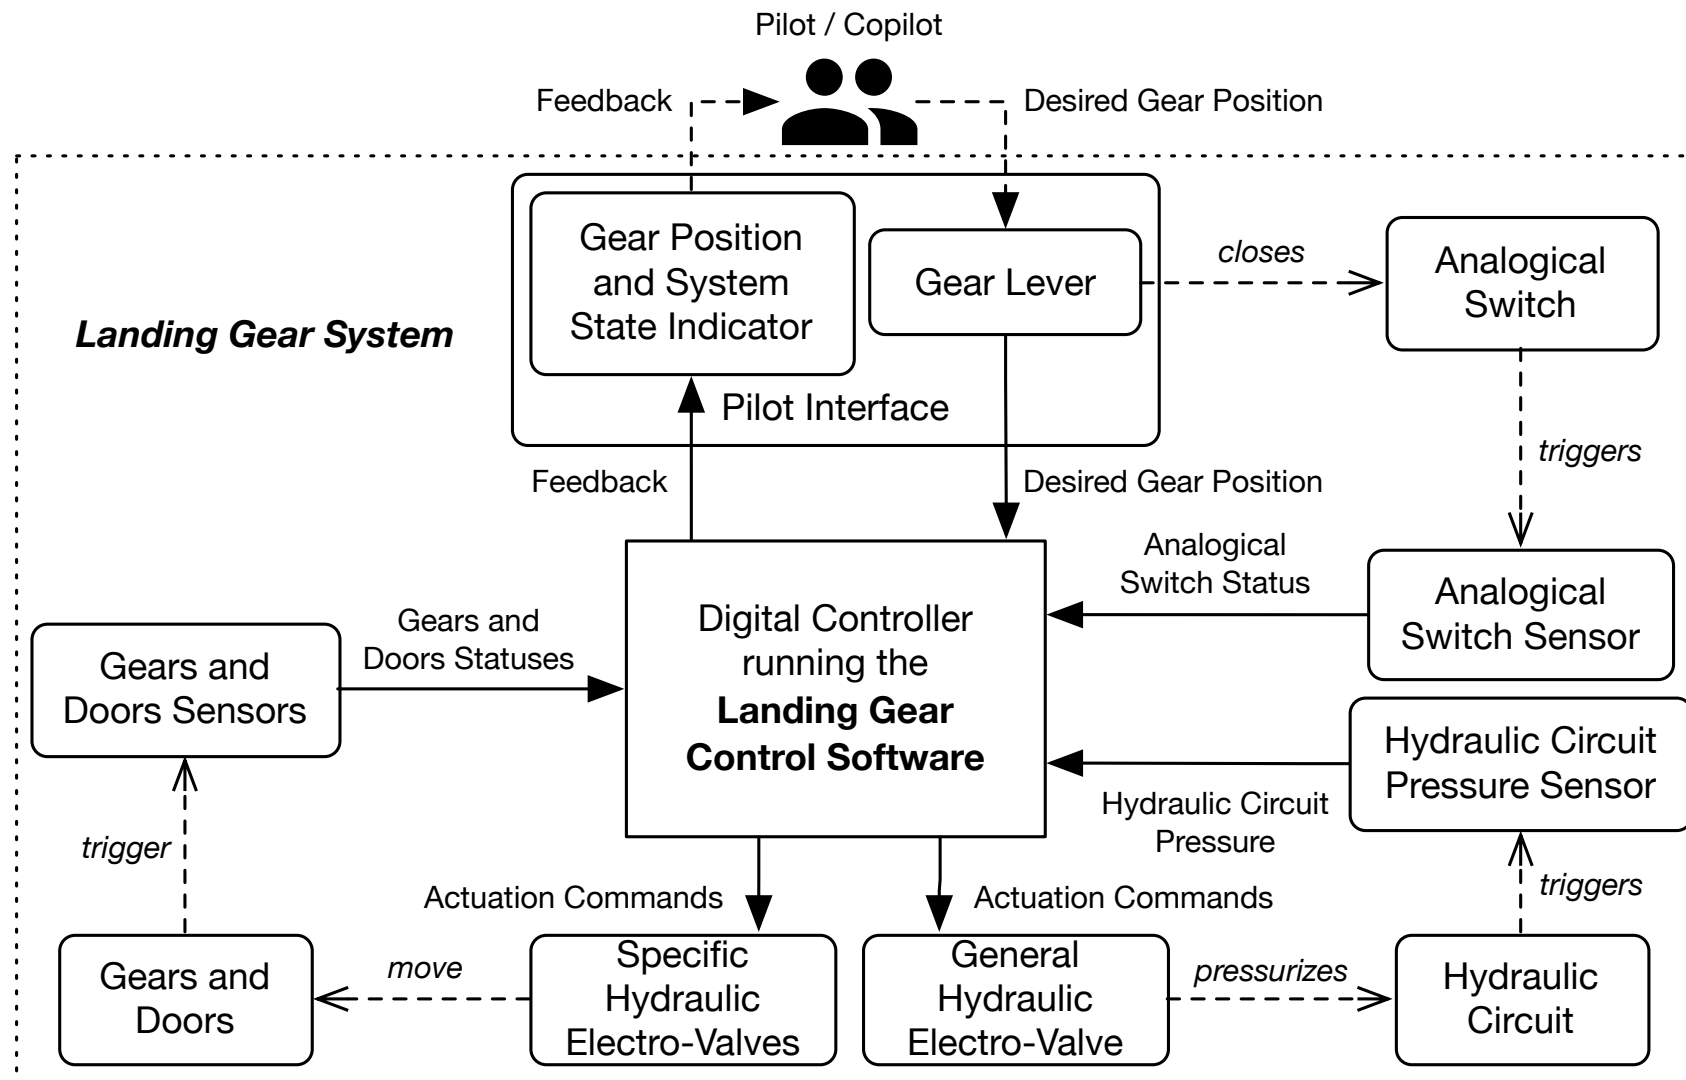 Pilot / Copilot
Feedback
Desired Gear Position
Gear Position
and System
State Indicator
Gear Lever
closes
Analogical
Switch
Landing Gear System
Pilot Interface
triggers
Feedback
Desired Gear Position
Analogical
Switch Status
Analogical
Switch Sensor
Gears and
Doors Statuses
Gears and
Doors Sensors
Digital Controller
running the
Landing Gear
Control Software
Hydraulic Circuit
Pressure Sensor
Hydraulic Circuit
Pressure
trigger
triggers
Actuation Commands
Actuation Commands
Gears and
Doors
move
Specific
Hydraulic
Electro-Valves
General
Hydraulic
Electro-Valve
pressurizes
Hydraulic
Circuit